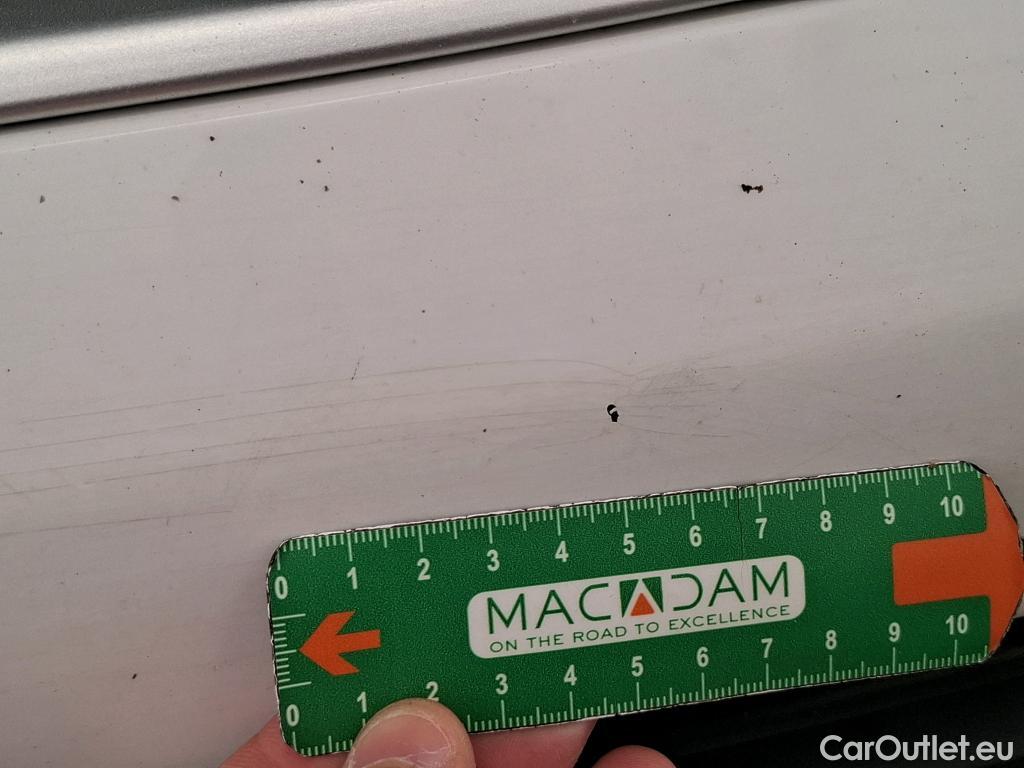 0 1 2 3 4 5 6 7 8 9 10
MACADAM
ON THE ROAD TO EXCELLENCE
0 1 2 3 4 5 6 7 8 9 10
CarOutlet.eu